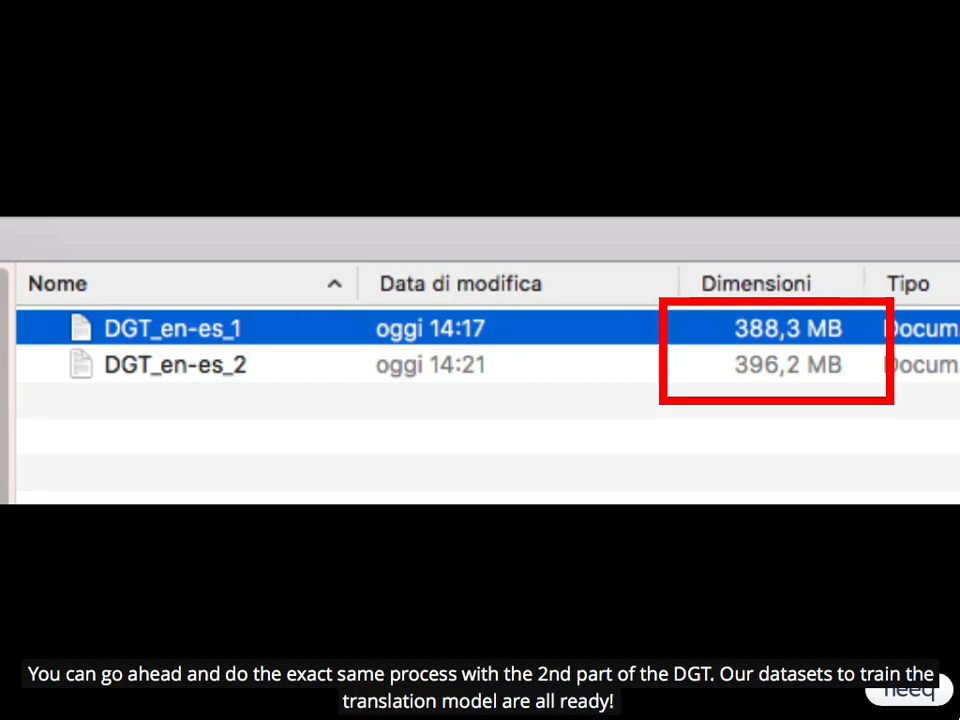 Nome Data di modifica Dimensioni Tipo
DGT_en-es_1 oggi 14:17 388,3 MB Docum.
DGT_en-es_2 oggi 14:21 396,2 MB Docum.
You can go ahead and do the exact same process with the 2nd part of the DGT. Our datasets to train the
translation model are all ready!